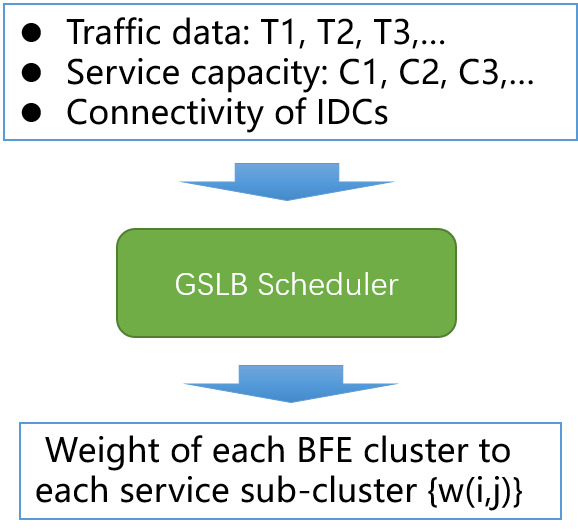 ● Traffic data: T1, T2, T3,...
● Service capacity: C1, C2, C3,...
● Connectivity of IDCs
GSLB Scheduler
Weight of each BFE cluster to
each service sub-cluster {w(i,j)}